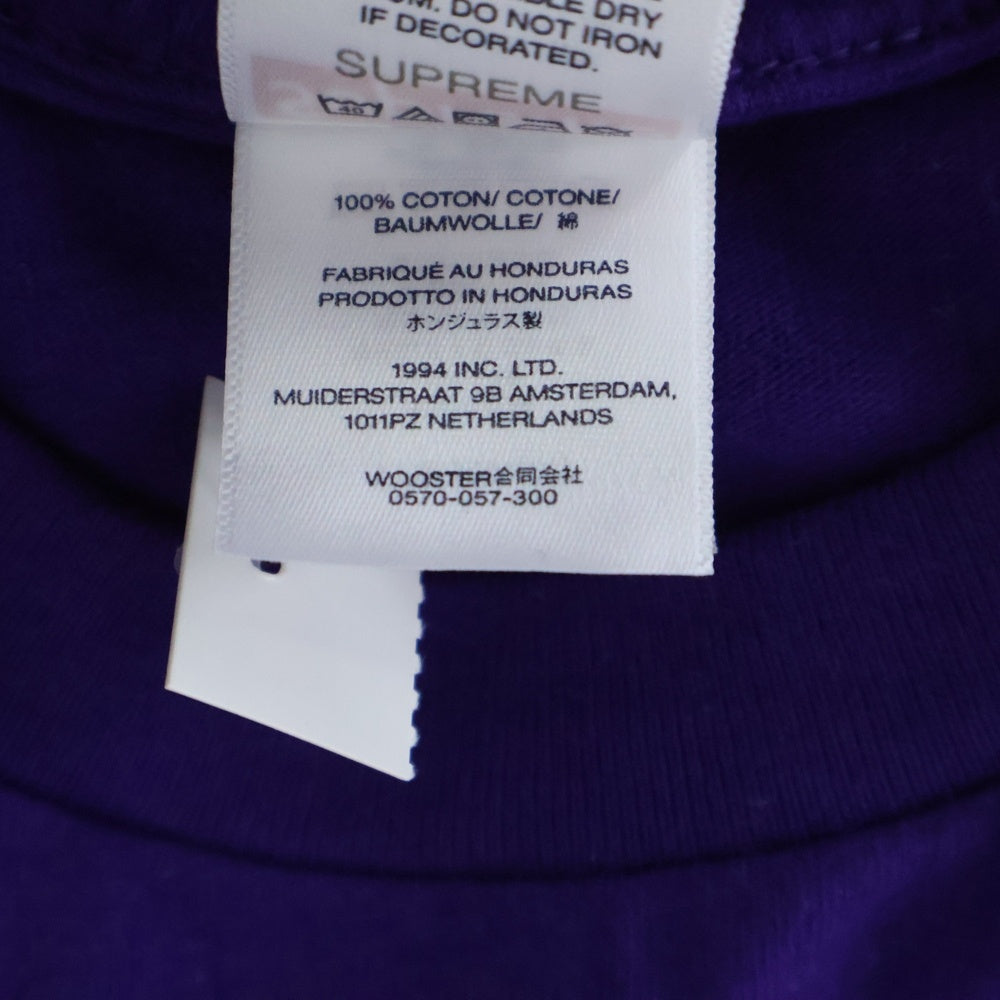 DRY
DO NOT IRON
IF DECORATED.
SUPREME
40
100% COTON/ COTONE/
BAUMWOLLE/ 綿
FABRIQUÉ AU HONDURAS
PRODOTTO IN HONDURAS
ホンジュラス製
1994 INC. LTD.
MUIDERSTRAAT 9B AMSTERDAM,
1011PZ NETHERLANDS
WOOSTER合同会社
0570-057-300